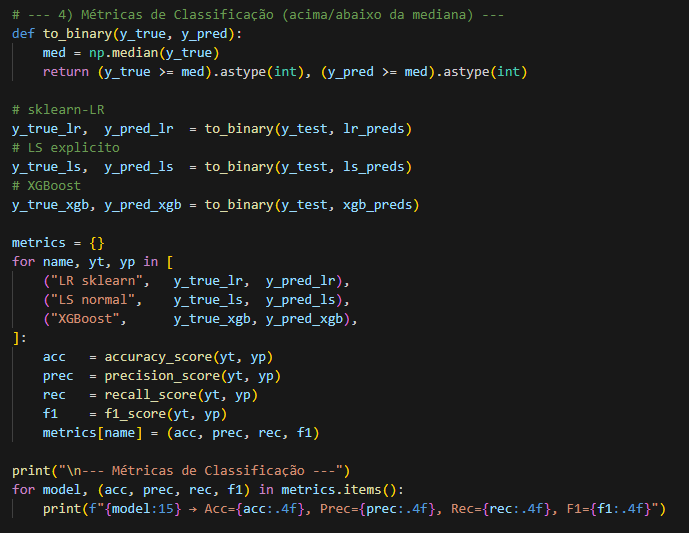 # --- 4) Métricas de Classificação (acima/abaixo da mediana) ---
def to_binary(y_true, y_pred):
    med = np.median(y_true)
    return (y_true >= med).astype(int), (y_pred >= med).astype(int)

# sklearn-LR
y_true_lr,  y_pred_lr  = to_binary(y_test, lr_preds)
# LS explicito
y_true_ls,  y_pred_ls  = to_binary(y_test, ls_preds)
# XGBoost
y_true_xgb, y_pred_xgb = to_binary(y_test, xgb_preds)

metrics = {}
for name, yt, yp in [
    ("LR sklearn",   y_true_lr,  y_pred_lr),
    ("LS normal",    y_true_ls,  y_pred_ls),
    ("XGBoost",      y_true_xgb, y_pred_xgb),
]:
    acc   = accuracy_score(yt, yp)
    prec  = precision_score(yt, yp)
    rec   = recall_score(yt, yp)
    f1    = f1_score(yt, yp)
    metrics[name] = (acc, prec, rec, f1)

print("\n--- Métricas de Classificação ---")
for model, (acc, prec, rec, f1) in metrics.items():
    print(f"{model:15} → Acc={acc:.4f}, Prec={prec:.4f}, Rec={rec:.4f}, F1={f1:.4f}")